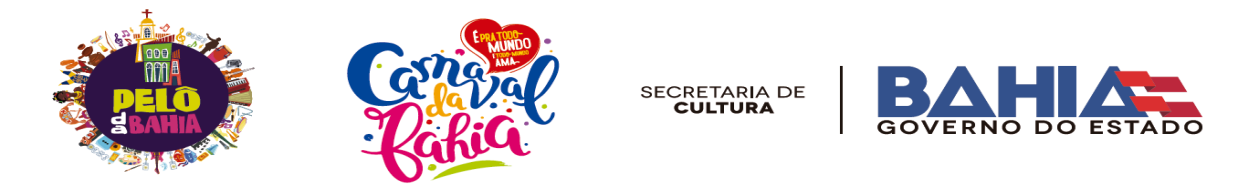 PELÔ
da
BAHIA
É PRA TODO
MUNDO
E TODO MUNDO
AMA
Carnaval
da
Bahia
SECRETARIA DE
CULTURA
BAHIA
GOVERNO DO ESTADO